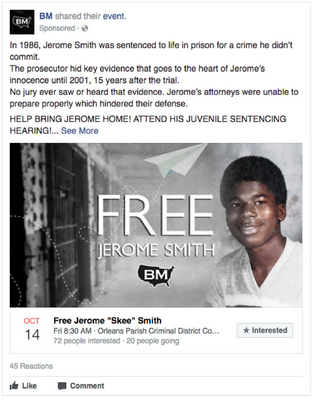 BM
BM shared their event.
Sponsored ·
In 1986, Jerome Smith was sentenced to life in prison for a crime he didn't
commit.
The prosecutor hid key evidence that goes to the heart of Jerome's
innocence until 2001, 15 years after the trial.
No jury ever saw or heard that evidence. Jerome's attorneys were unable to
prepare properly which hindered their defense.
HELP BRING JEROME HOME! ATTEND HIS JUVENILE SENTENCING
HEARING!... See More
FREE
JEROME SMITH
BM
OCT
14
Free Jerome "Skee" Smith
Fri 8:30 AM · Orleans Parish Criminal District Co...
72 people interested · 20 people going
★ Interested
45 Reactions
Like Comment